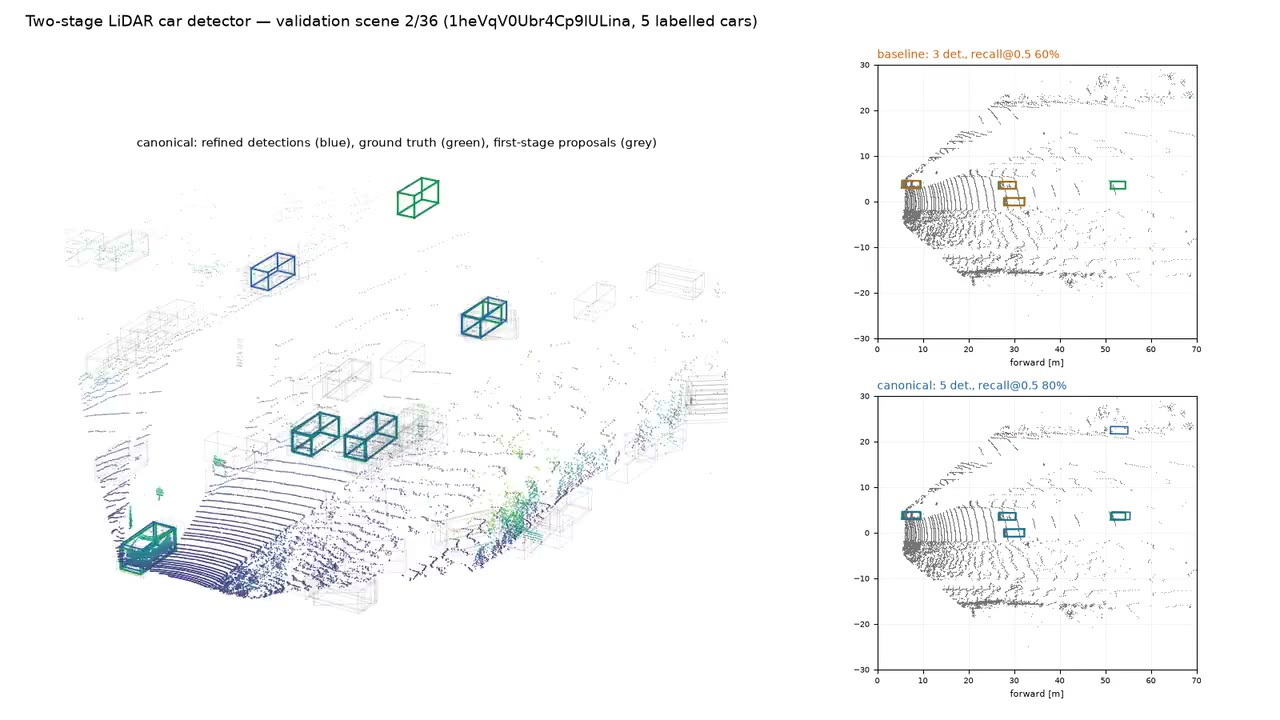 Two-stage LiDAR car detector — validation scene 2/36 (1heVqV0Ubr4Cp9lULina, 5 labelled cars)
canonical: refined detections (blue), ground truth (green), first-stage proposals (grey)
baseline: 3 det., recall@0.5 60%
30
20
10
0
−10
−20
−30
0 10 20 30 40 50 60 70
forward [m]
canonical: 5 det., recall@0.5 80%
30
20
10
0
−10
−20
−30
0 10 20 30 40 50 60 70
forward [m]